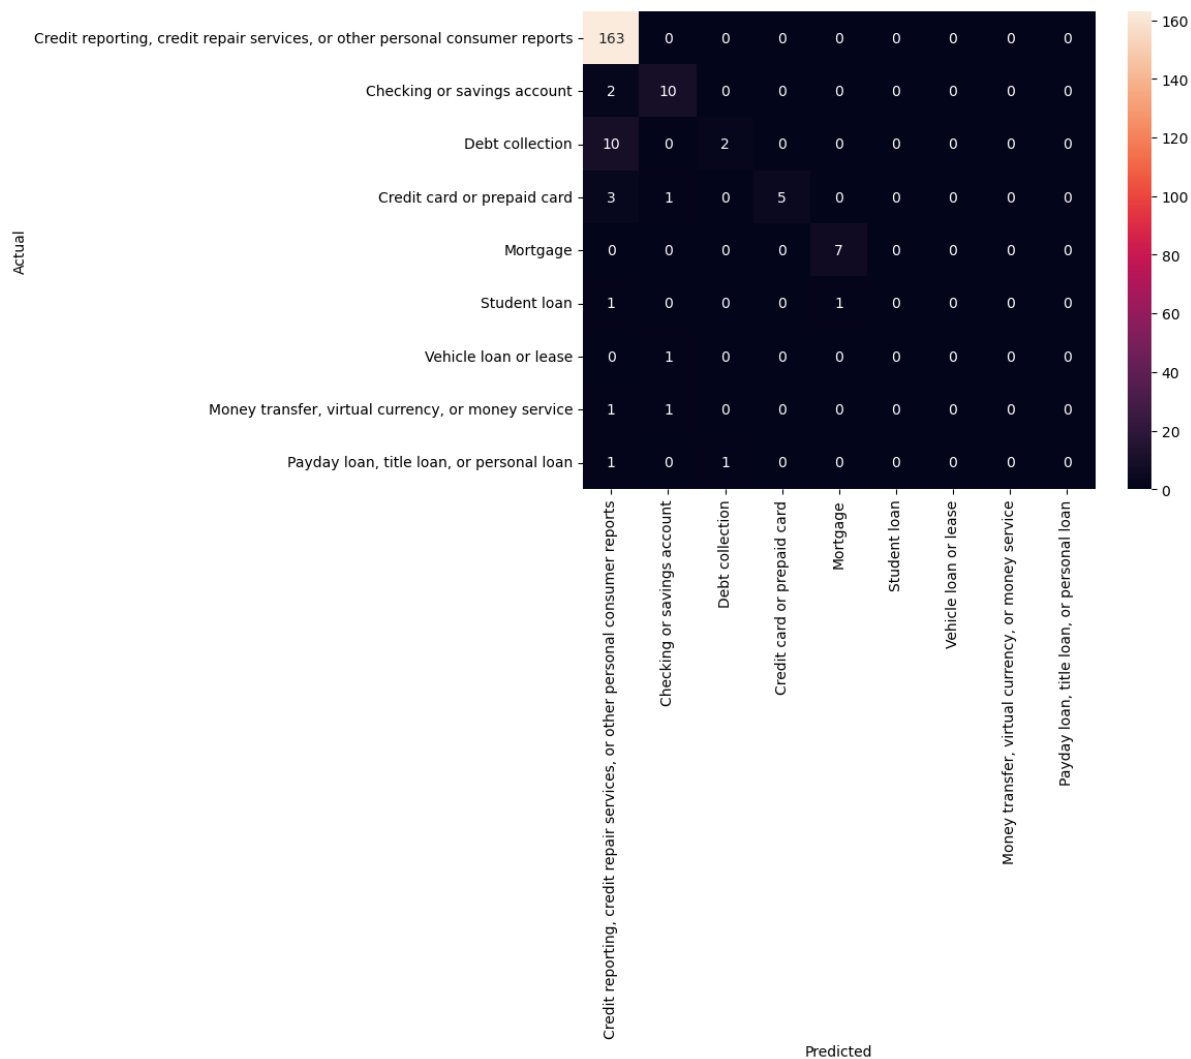 Credit reporting, credit repair services, or other personal consumer reports 163 0 0 0 0 0 0 0 0
Checking or savings account 2 10 0 0 0 0 0 0 0
Debt collection 10 0 2 0 0 0 0 0 0
Credit card or prepaid card 3 1 0 5 0 0 0 0 0
Mortgage 0 0 0 0 7 0 0 0 0
Student loan 1 0 0 0 1 0 0 0 0
Vehicle loan or lease 0 1 0 0 0 0 0 0 0
Money transfer, virtual currency, or money service 1 1 0 0 0 0 0 0 0
Payday loan, title loan, or personal loan 1 0 1 0 0 0 0 0 0
Actual
160
140
120
100
80
60
40
20
0
Credit reporting, credit repair services, or other personal consumer reports
Checking or savings account
Debt collection
Credit card or prepaid card
Mortgage
Student loan
Vehicle loan or lease
Money transfer, virtual currency, or money service
Payday loan, title loan, or personal loan
Predicted